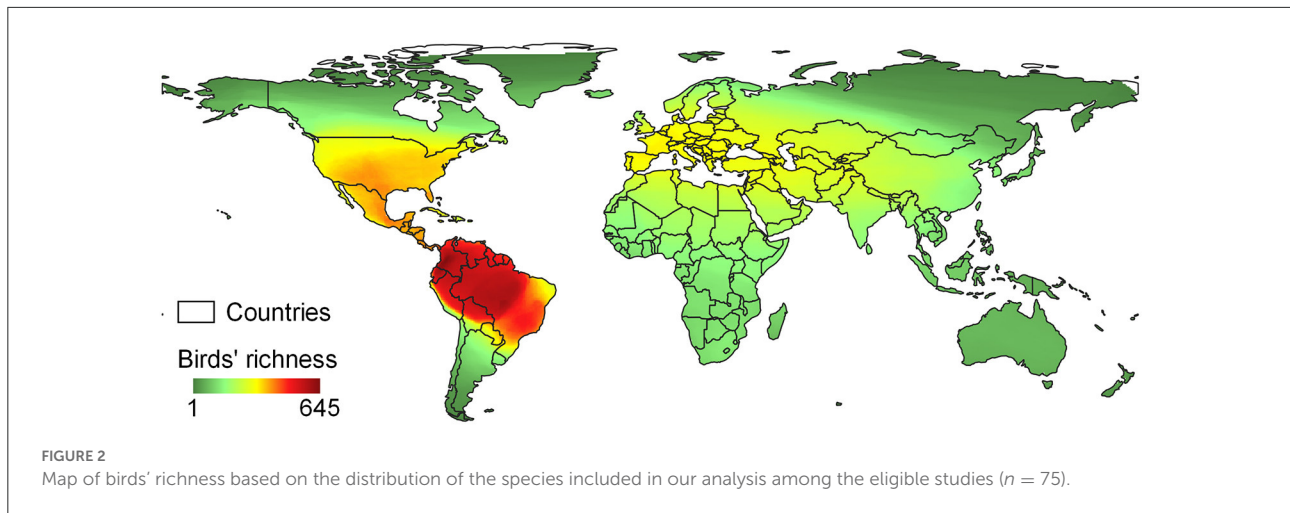 Countries
Birds' richness
1 645
FIGURE 2
Map of birds' richness based on the distribution of the species included in our analysis among the eligible studies (n = 75).